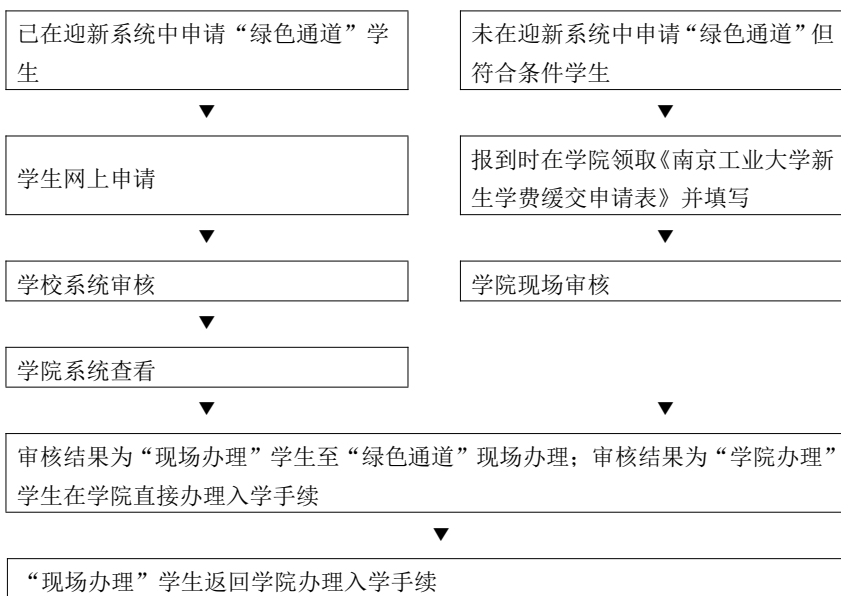 已在迎新系统中申请“绿色通道”学
生
未在迎新系统中申请“绿色通道”但
符合条件学生
▼
▼
学生网上申请
报到时在学院领取《南京工业大学新
生学费缓交申请表》并填写
▼
▼
学校系统审核
学院现场审核
▼
学院系统查看
▼
▼
审核结果为“现场办理”学生至“绿色通道”现场办理；审核结果为“学院办理”
学生在学院直接办理入学手续
▼
“现场办理”学生返回学院办理入学手续